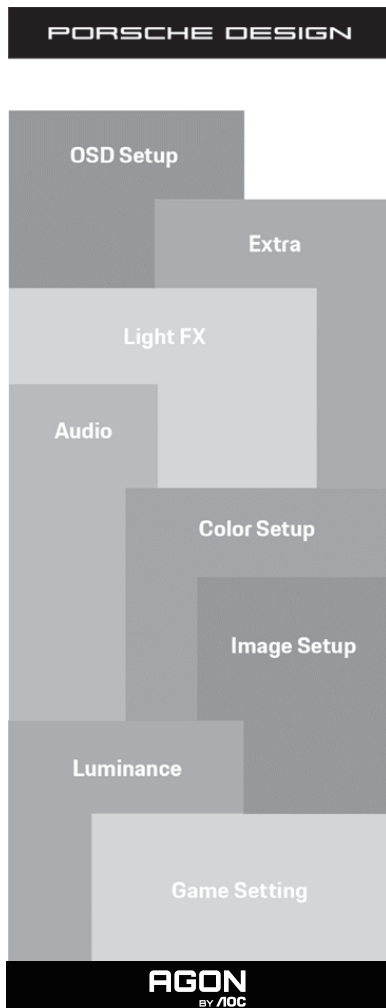 PORSCHE DESIGN
OSD Setup
Extra
Light FX
Audio
Color Setup
Image Setup
Luminance
Game Setting
AGON
BY AOC